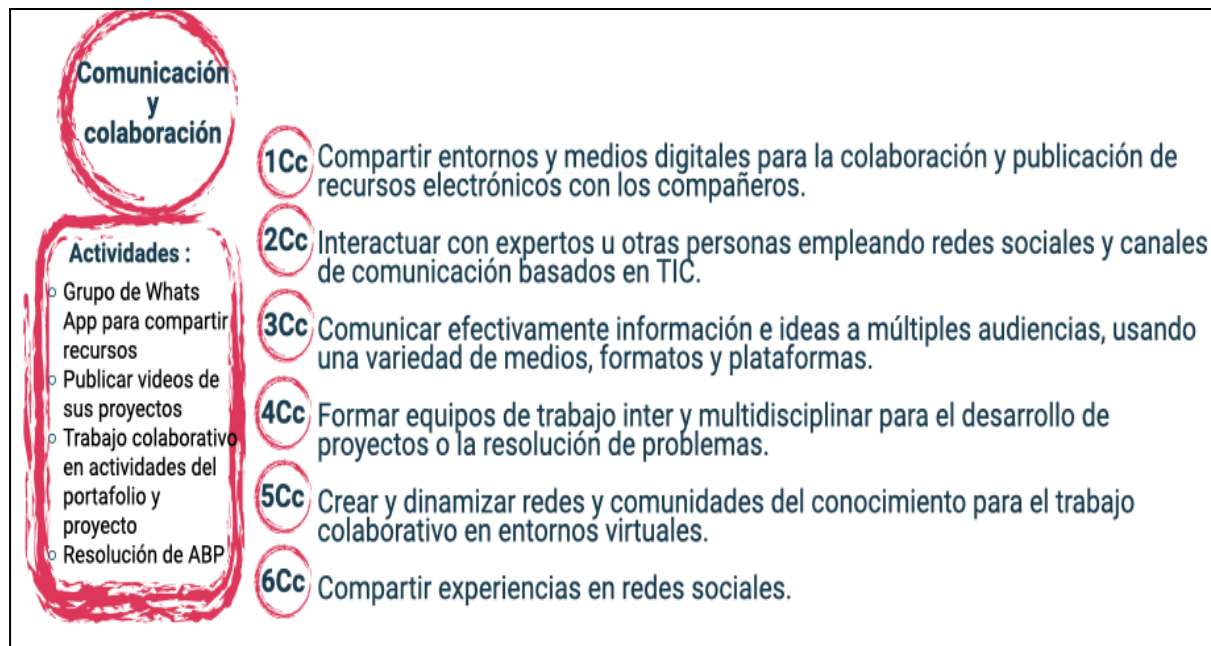 Comunicación
y
colaboración
Actividades :
○ Grupo de Whats
App para compartir
recursos
○ Publicar videos de
sus proyectos
○ Trabajo colaborativo
en actividades del
portafolio y
proyecto
○ Resolución de ABP
1Cc Compartir entornos y medios digitales para la colaboración y publicación de
recursos electrónicos con los compañeros.
2Cc Interactuar con expertos u otras personas empleando redes sociales y canales
de comunicación basados en TIC.
3Cc Comunicar efectivamente información e ideas a múltiples audiencias, usando
una variedad de medios, formatos y plataformas.
4Cc Formar equipos de trabajo inter y multidisciplinar para el desarrollo de
proyectos o la resolución de problemas.
5Cc Crear y dinamizar redes y comunidades del conocimiento para el trabajo
colaborativo en entornos virtuales.
6Cc Compartir experiencias en redes sociales.